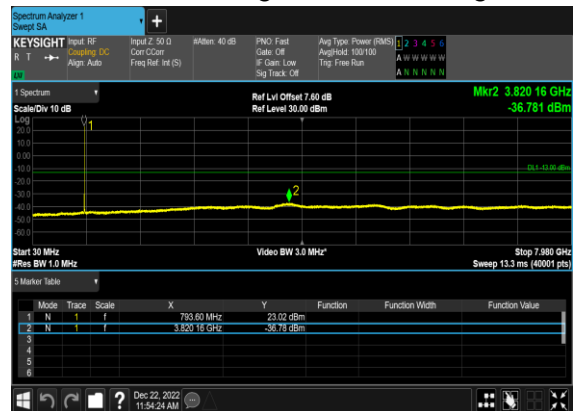 Spectrum Analyzer 1
Swept SA
+
KEYSIGHT Input: RF Input Z: 50 Ω #Atten: 40 dB PNO: Fast Avg Type: Power (RMS) 1 2 3 4 5 6
R T Coupling: DC Corr CCorr Gate: Off Avg|Hold: 100/100 A W W W W W
Align: Auto Freq Ref: Int (S) IF Gain: Low Trig: Free Run
LW Sig Track: Off A N N N N N
1 Spectrum Ref Lvl Offset 7.60 dB Mkr2 3.820 16 GHz
Scale/Div 10 dB Ref Level 30.00 dBm -36.781 dBm
Log
20.0
10.0
0.00
-10.0
DL1 -13.00 dBm
-20.0
-30.0
-40.0
-50.0
-60.0
1
2
Start 30 MHz Video BW 3.0 MHz* Stop 7.980 GHz
#Res BW 1.0 MHz Sweep 13.3 ms (40001 pts)
5 Marker Table
Mode Trace Scale X Y Function Function Width Function Value
1 N 1 f 793.60 MHz 23.02 dBm
2 N 1 f 3.820 16 GHz -36.78 dBm
3
4
5
6
? Dec 22, 2022
11:54:24 AM